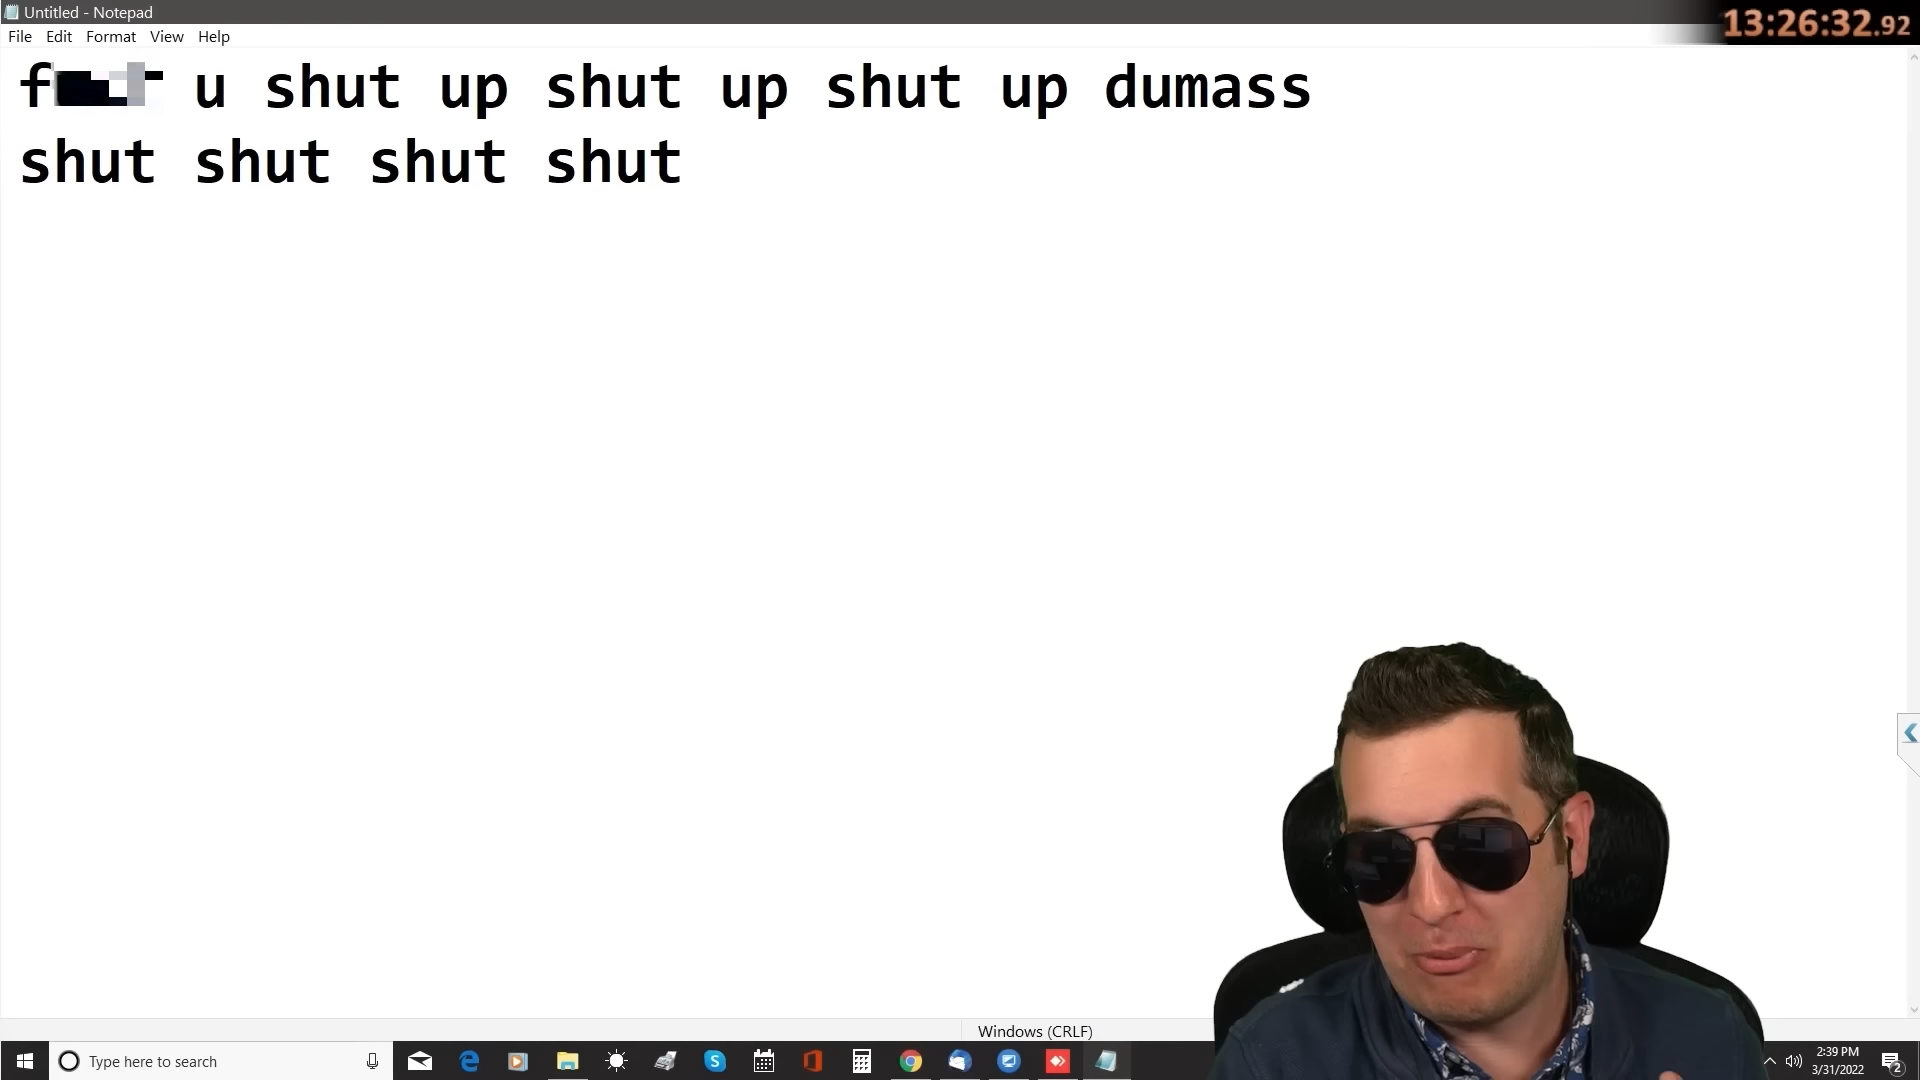 Untitled - Notepad
13:26:32.92
File Edit Format View Help
u shut up shut up shut up dumass
shut shut shut shut
Windows (CRLF)
Type here to search
2:39 PM
3/31/2022
2